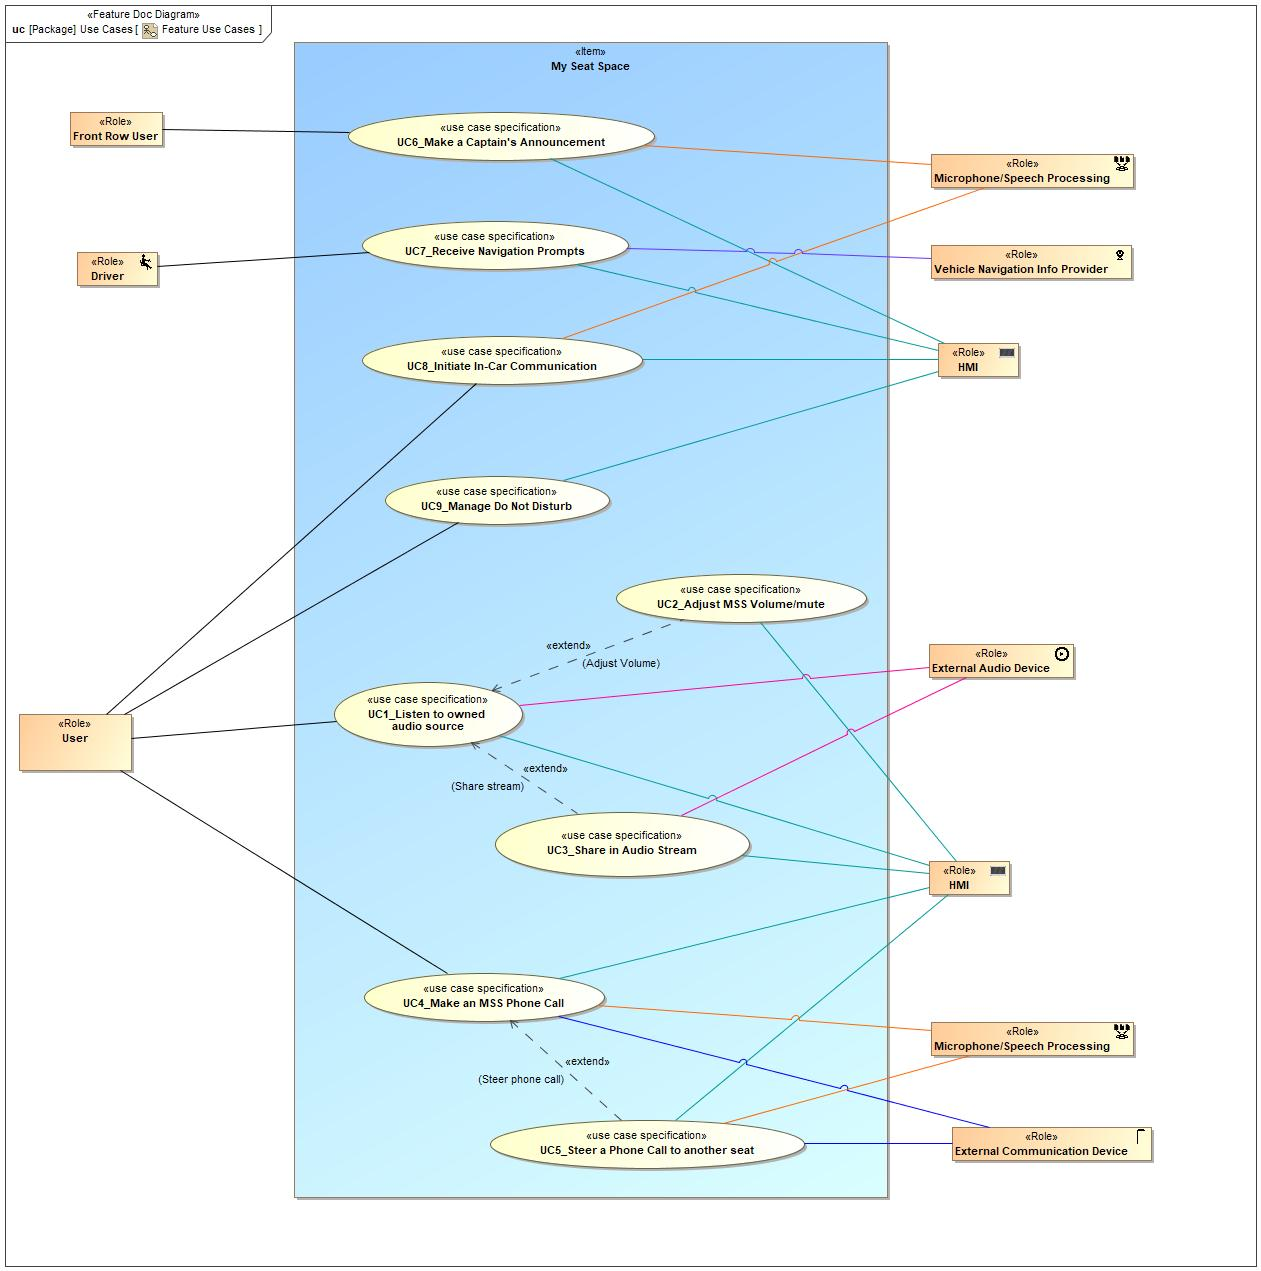 «Feature Doc Diagram»
uc [Package] Use Cases [ Feature Use Cases ]
«Item»
My Seat Space
«Role»
Front Row User
«use case specification»
UC6_Make a Captain's Announcement
«Role»
Microphone/Speech Processing
«Role»
Driver
«use case specification»
UC7_Receive Navigation Prompts
«Role»
Vehicle Navigation Info Provider
«use case specification»
UC8_Initiate In-Car Communication
«Role»
HMI
«use case specification»
UC9_Manage Do Not Disturb
«use case specification»
UC2_Adjust MSS Volume/mute
«extend»
(Adjust Volume)
«Role»
External Audio Device
«Role»
User
«use case specification»
UC1_Listen to owned
audio source
«extend»
(Share stream)
«use case specification»
UC3_Share in Audio Stream
«Role»
HMI
«use case specification»
UC4_Make an MSS Phone Call
«Role»
Microphone/Speech Processing
«extend»
(Steer phone call)
«use case specification»
UC5_Steer a Phone Call to another seat
«Role»
External Communication Device